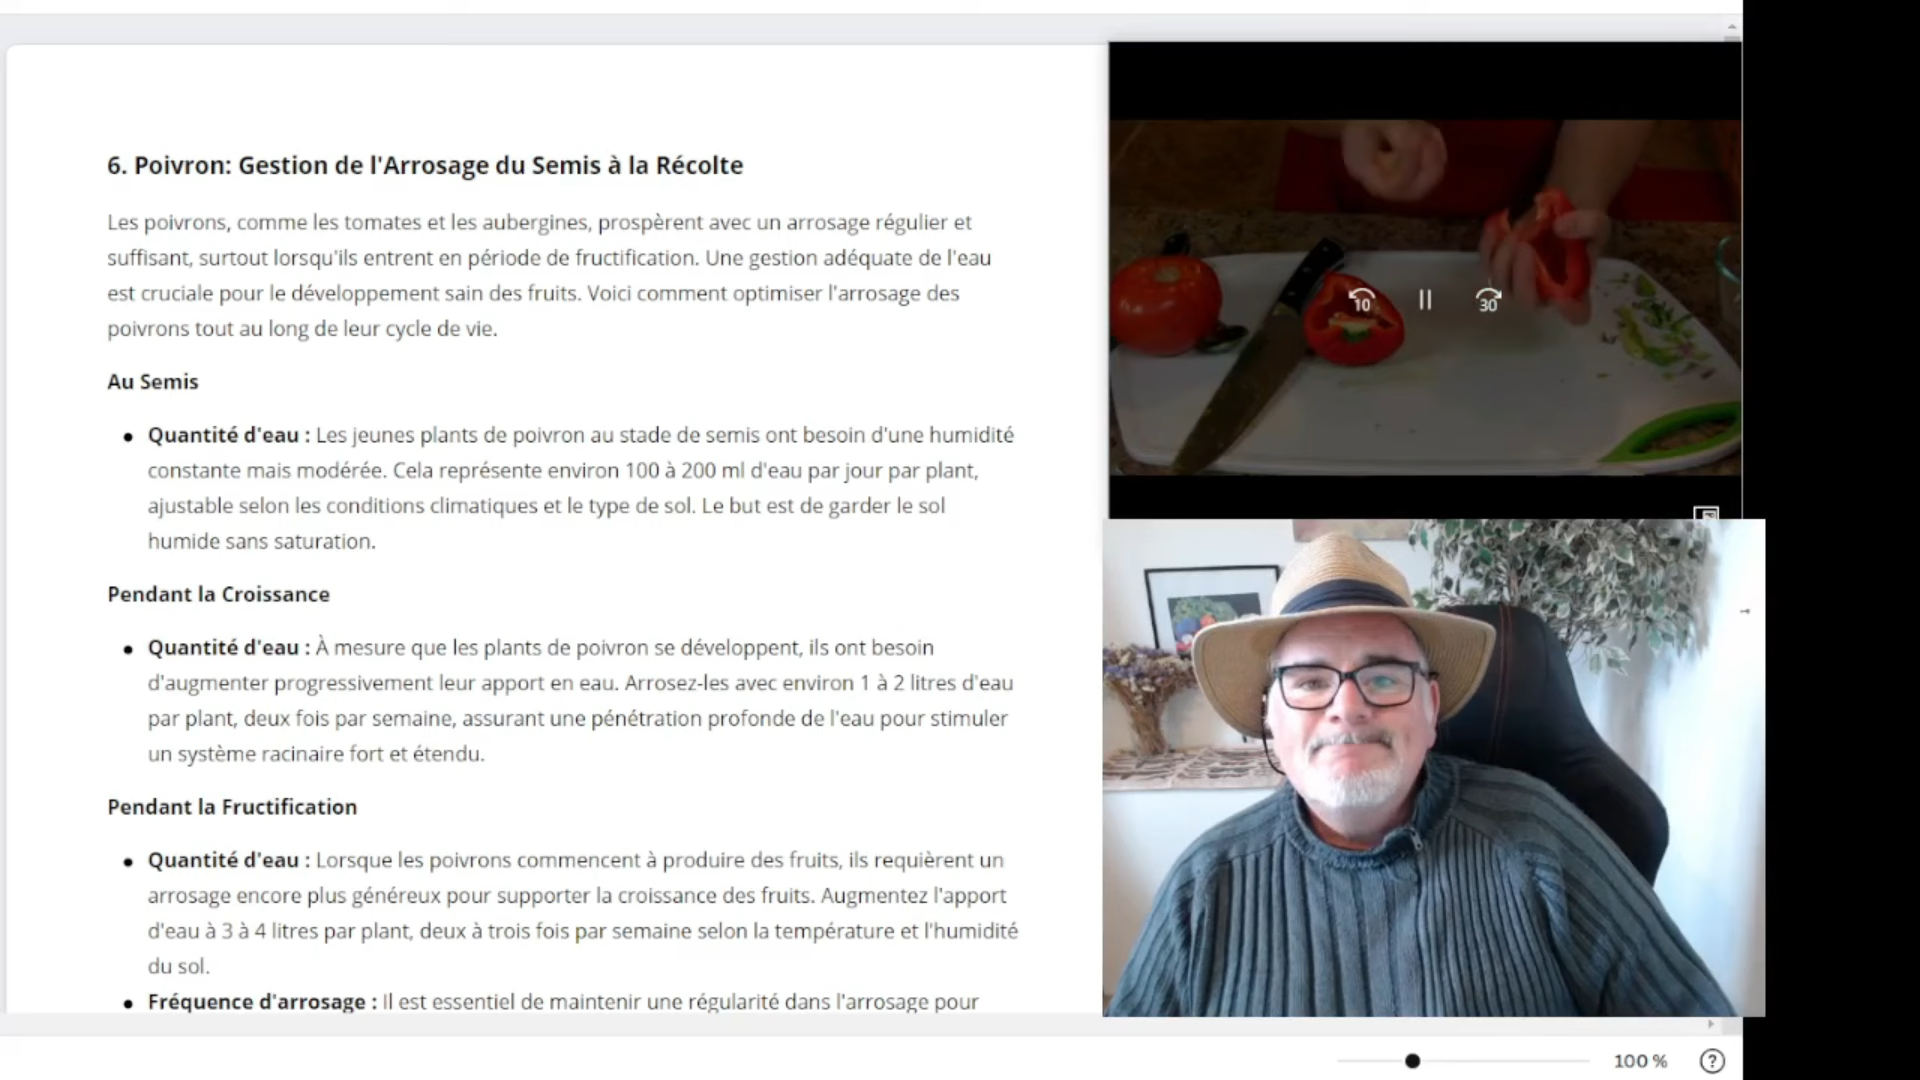 6. Poivron: Gestion de l'Arrosage du Semis à la Récolte
Les poivrons, comme les tomates et les aubergines, prospèrent avec un arrosage régulier et
suffisant, surtout lorsqu'ils entrent en période de fructification. Une gestion adéquate de l'eau
est cruciale pour le développement sain des fruits. Voici comment optimiser l'arrosage des
poivrons tout au long de leur cycle de vie.
Au Semis
• Quantité d'eau : Les jeunes plants de poivron au stade de semis ont besoin d'une humidité
constante mais modérée. Cela représente environ 100 à 200 ml d'eau par jour par plant,
ajustable selon les conditions climatiques et le type de sol. Le but est de garder le sol
humide sans saturation.
Pendant la Croissance
• Quantité d'eau : À mesure que les plants de poivron se développent, ils ont besoin
d'augmenter progressivement leur apport en eau. Arrosez-les avec environ 1 à 2 litres d'eau
par plant, deux fois par semaine, assurant une pénétration profonde de l'eau pour stimuler
un système racinaire fort et étendu.
Pendant la Fructification
• Quantité d'eau : Lorsque les poivrons commencent à produire des fruits, ils requièrent un
arrosage encore plus généreux pour supporter la croissance des fruits. Augmentez l'apport
d'eau à 3 à 4 litres par plant, deux à trois fois par semaine selon la température et l'humidité
du sol.
• Fréquence d'arrosage : Il est essentiel de maintenir une régularité dans l'arrosage pour
10
30
100 %
?